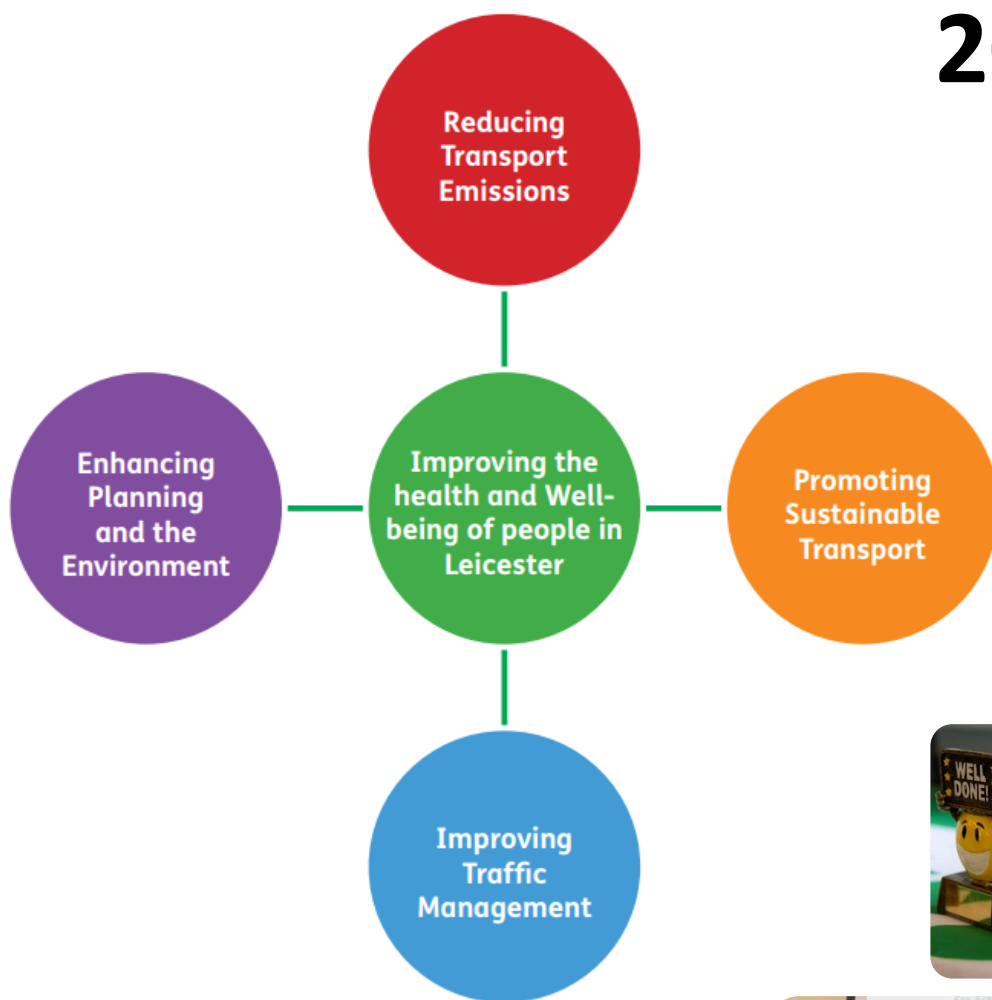 2
Reducing
Transport
Emissions
Enhancing
Planning
and the
Environment
Improving the
health and Well-
being of people in
Leicester
Promoting
Sustainable
Transport
Improving
Traffic
Management
WELL
DONE!